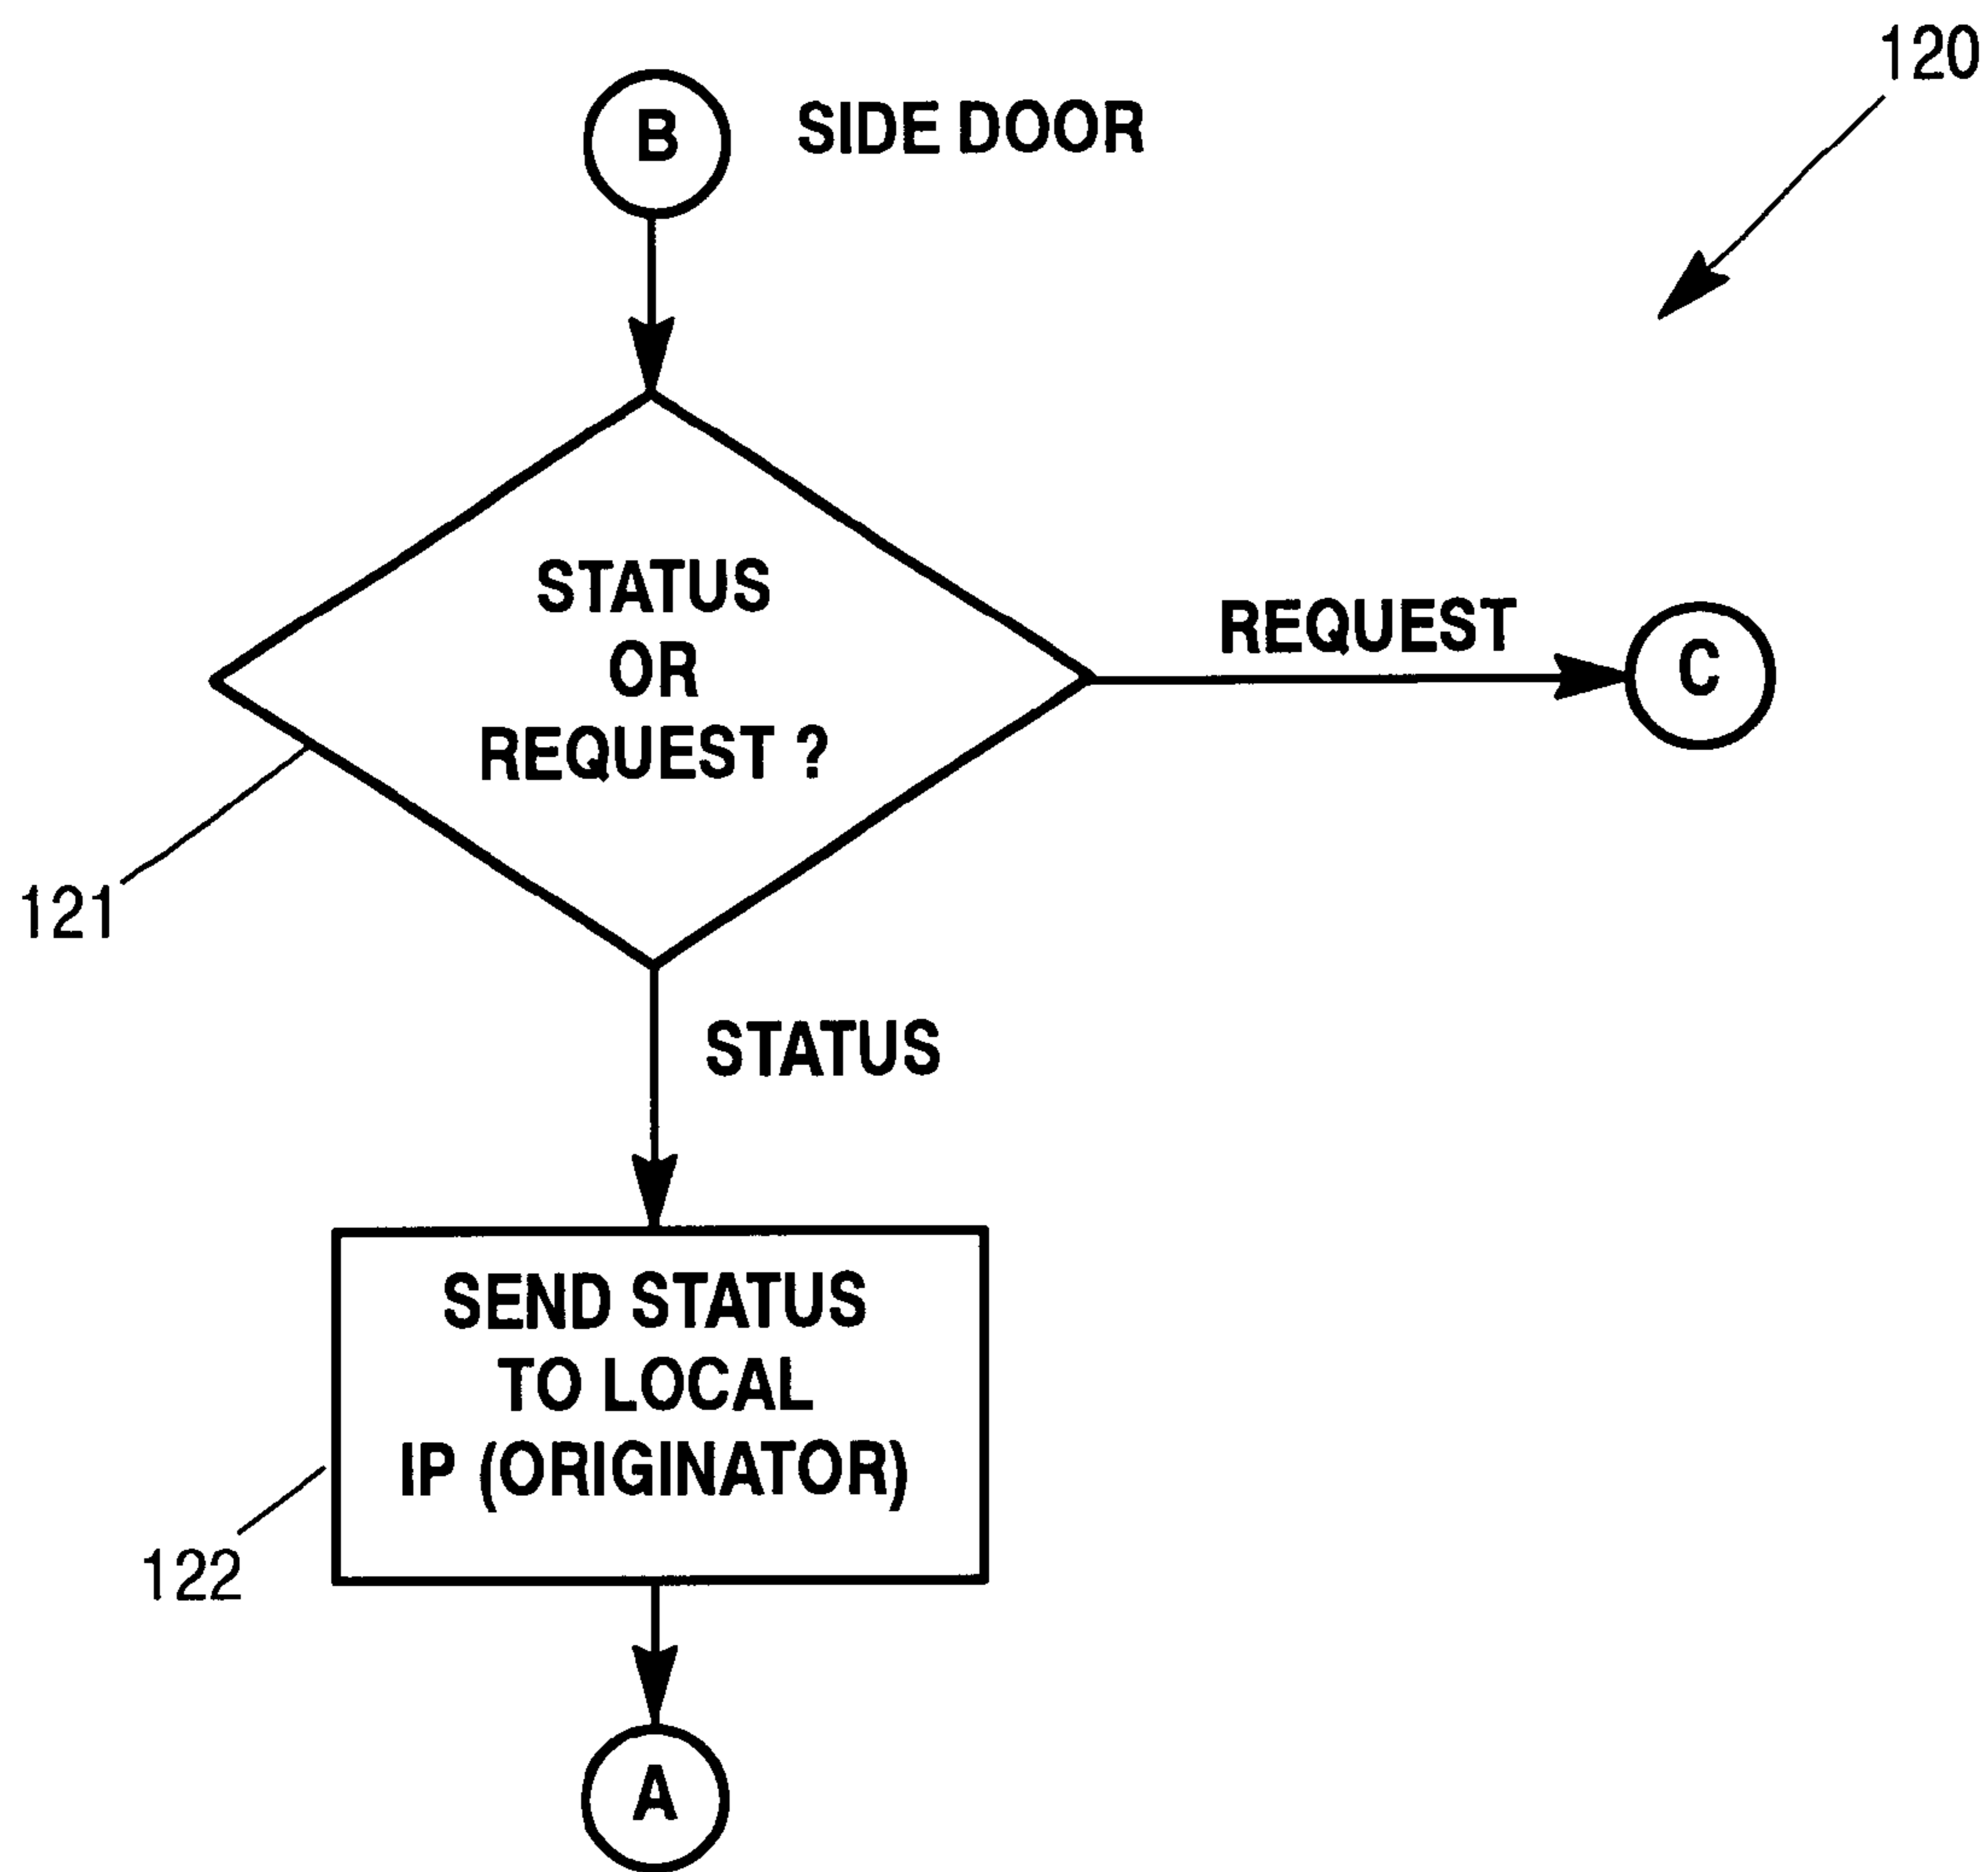 120
B
SIDE DOOR
STATUS
OR
REQUEST ?
REQUEST
C
121
STATUS
SEND STATUS
TO LOCAL
IP (ORIGINATOR)
122
A